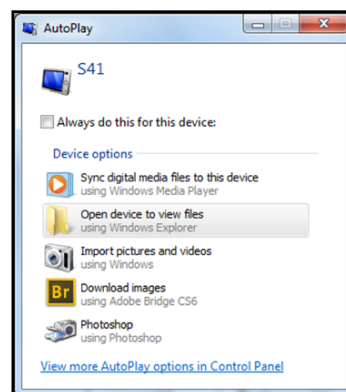 AutoPlay
S41
Always do this for this device:
Device options
Sync digital media files to this device
using Windows Media Player
Open device to view files
using Windows Explorer
Import pictures and videos
using Windows
Br
Download images
using Adobe Bridge CS6
Photoshop
using Photoshop
View more AutoPlay options in Control Panel